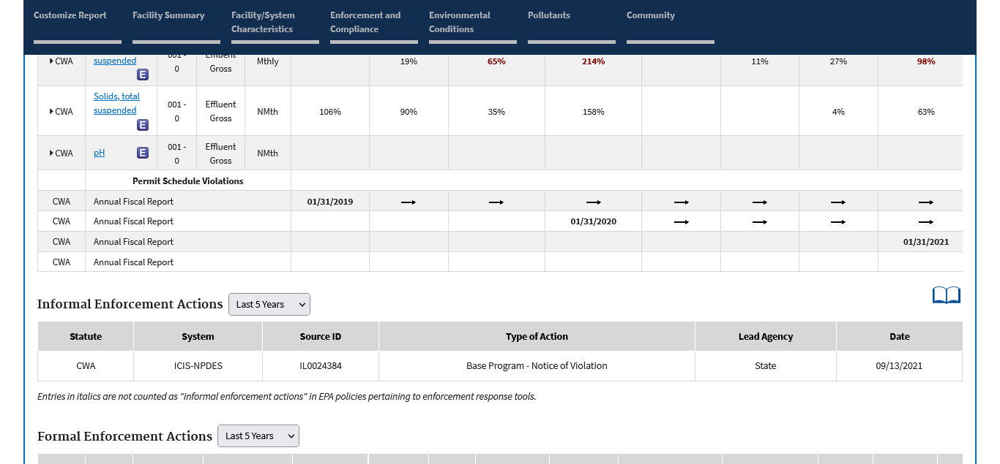 Customize Report Facility Summary Facility/System Enforcement and Environmental Pollutants Community
Characteristics Compliance Conditions
CWA suspended 001 - 0 Effluent Gross Mthly 19% 65% 214% 11% 27% 98%
E
Solids, total
CWA suspended 001 - 0 Effluent Gross NMth 106% 90% 35% 158% 4% 63%
E
CWA pH E 001 - 0 Effluent Gross NMth
Permit Schedule Violations
CWA Annual Fiscal Report 01/31/2019
CWA Annual Fiscal Report 01/31/2020
CWA Annual Fiscal Report 01/31/2021
CWA Annual Fiscal Report
Informal Enforcement Actions Last 5 Years
Statute System Source ID Type of Action Lead Agency Date
CWA ICIS-NPDES IL0024384 Base Program - Notice of Violation State 09/13/2021
Entries in italics are not counted as "informal enforcement actions" in EPA policies pertaining to enforcement response tools.
Formal Enforcement Actions Last 5 Years